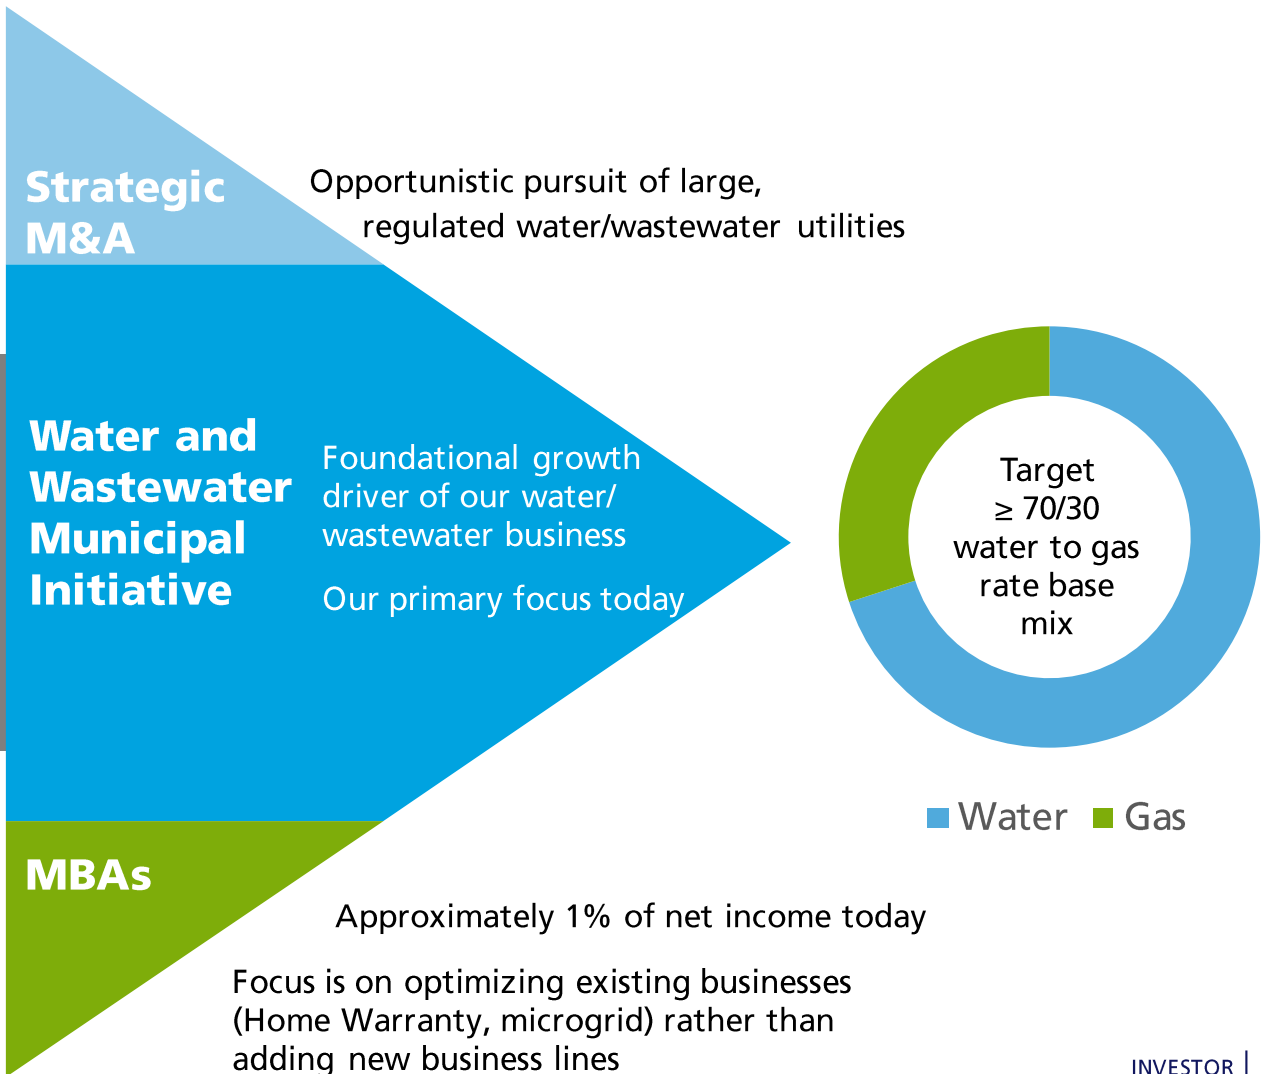 Strategic
M&A
Opportunistic pursuit of large,
regulated water/wastewater utilities
Water and
Wastewater
Municipal
Initiative
Foundational growth
driver of our water/
wastewater business
Our primary focus today
Target
≥ 70/30
water to gas
rate base
mix
Water
Gas
MBAs
Approximately 1% of net income today
Focus is on optimizing existing businesses
(Home Warranty, microgrid) rather than
adding new business lines
INVESTOR